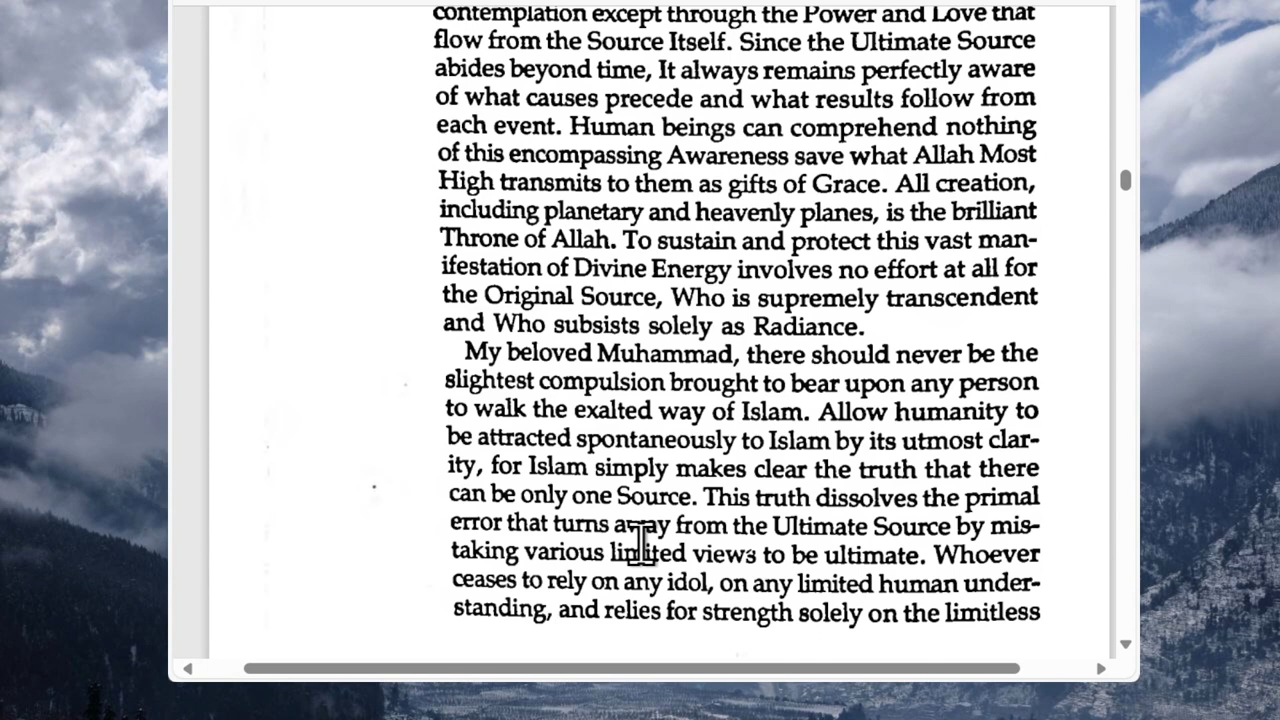 contemplation except through the Power and Love that
flow from the Source Itself. Since the Ultimate Source
abides beyond time, It always remains perfectly aware
of what causes precede and what results follow from
each event. Human beings can comprehend nothing
of this encompassing Awareness save what Allah Most
High transmits to them as gifts of Grace. All creation,
including planetary and heavenly planes, is the brilliant
Throne of Allah. To sustain and protect this vast man-
ifestation of Divine Energy involves no effort at all for
the Original Source, Who is supremely transcendent
and Who subsists solely as Radiance.
My beloved Muhammad, there should never be the
slightest compulsion brought to bear upon any person
to walk the exalted way of Islam. Allow humanity to
be attracted spontaneously to Islam by its utmost clar-
ity, for Islam simply makes clear the truth that there
can be only one Source. This truth dissolves the primal
error that turns away from the Ultimate Source by mis-
taking various limited views to be ultimate. Whoever
ceases to rely on any idol, on any limited human under-
standing, and relies for strength solely on the limitless